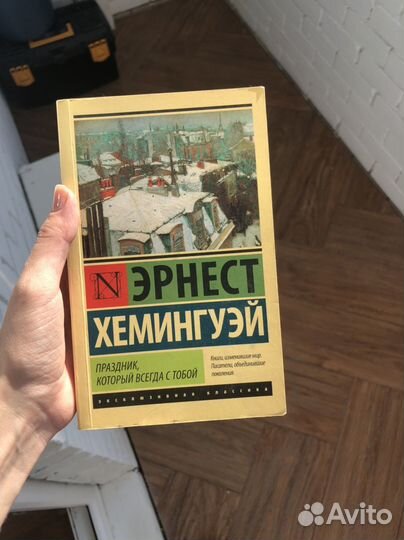 N ЭРНЕСТ
ХЕМИНГУЭЙ
ПРАЗДНИК,
КОТОРЫЙ ВСЕГДА С ТОБОЙ
Книги, изменившие мир.
Писатели, объединившие
поколения.
ЭКСКЛЮЗИВНАЯ КЛАССИКА
Avito